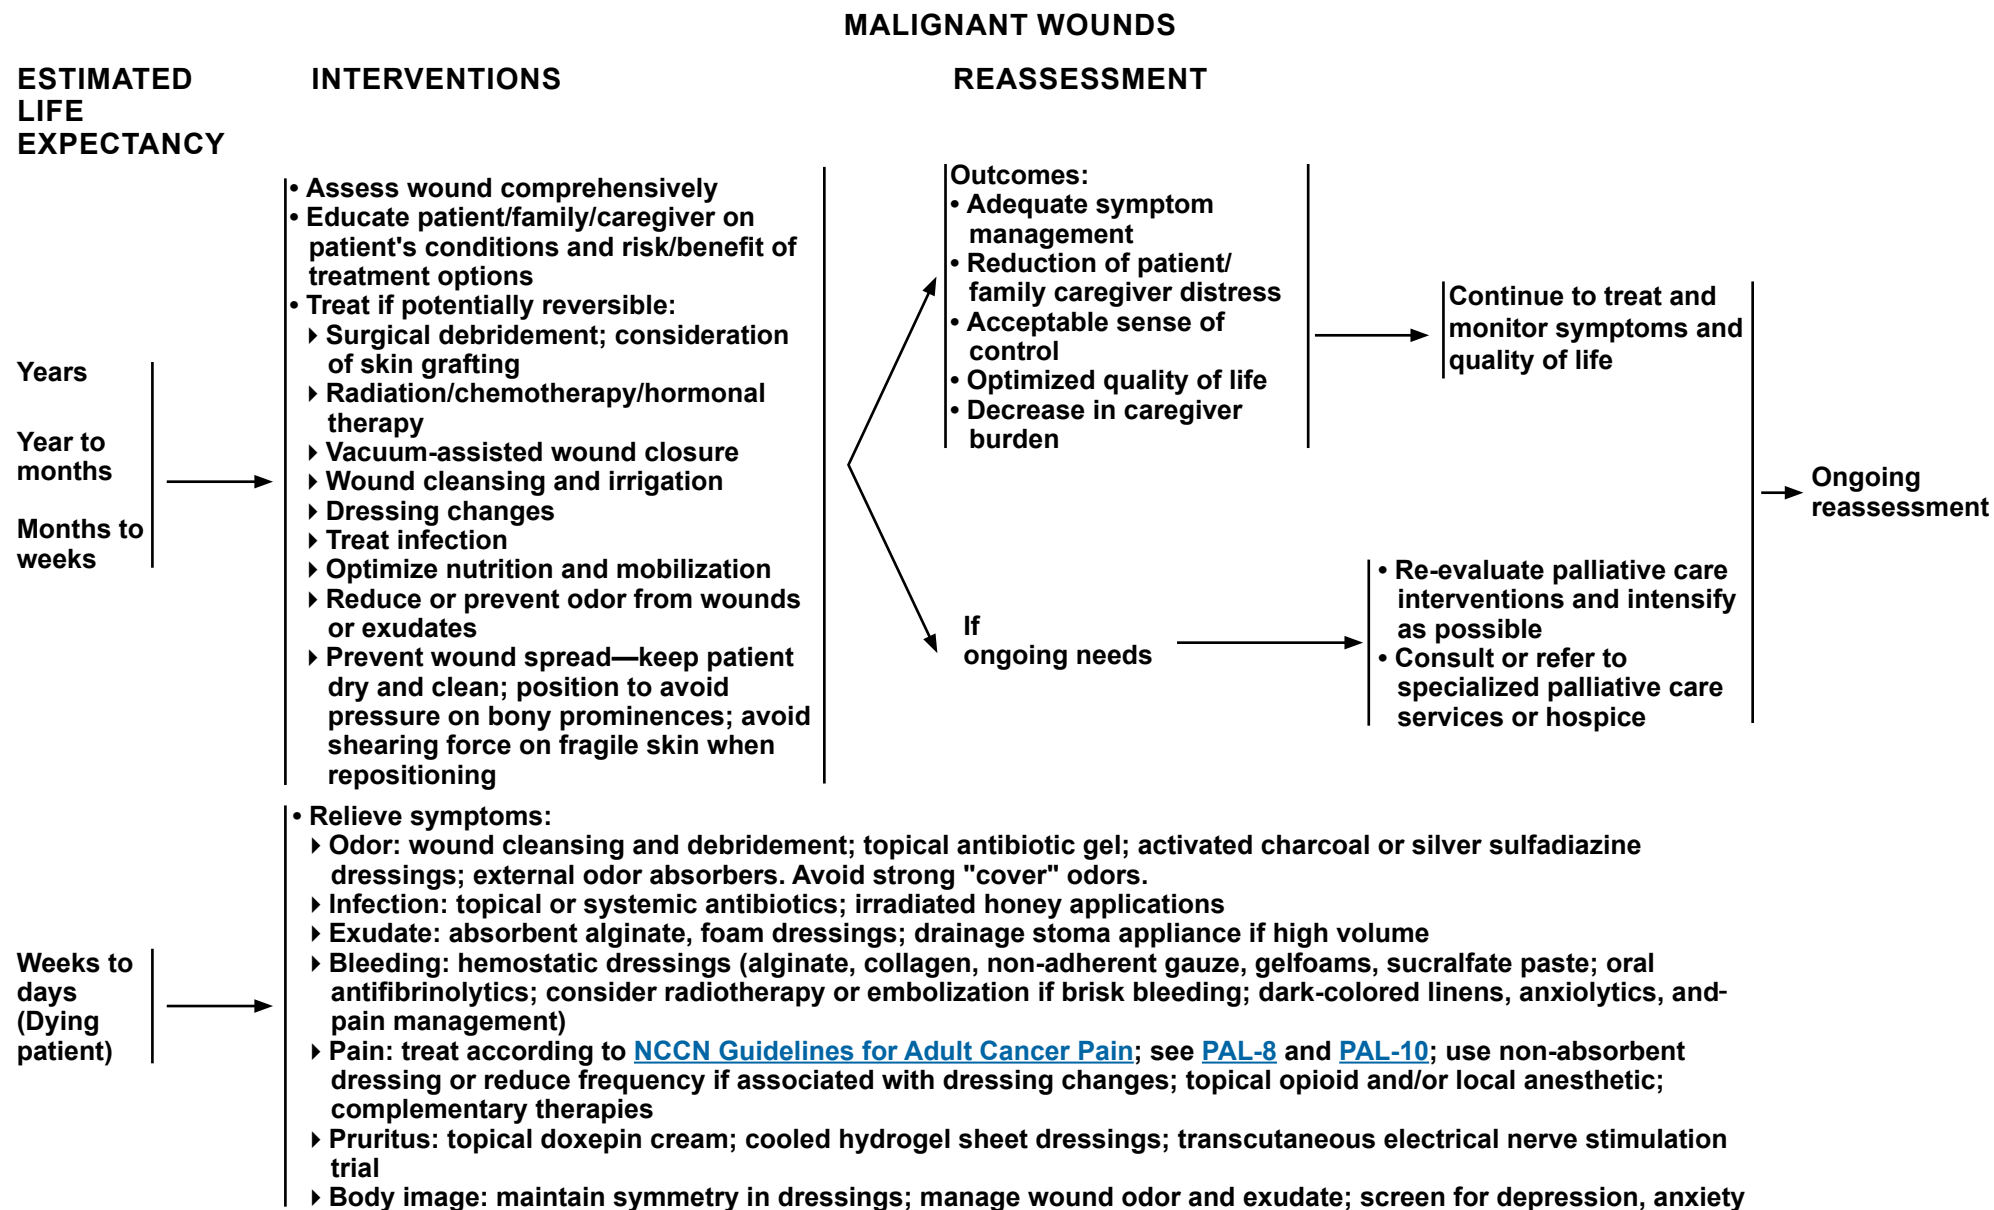 MALIGNANT WOUNDS
ESTIMATED
LIFE
EXPECTANCY
INTERVENTIONS
REASSESSMENT
Years
Year to
months
Months to
weeks
• Assess wound comprehensively
• Educate patient/family/caregiver on
patient's conditions and risk/benefit of
treatment options
• Treat if potentially reversible:
▸ Surgical debridement; consideration
of skin grafting
▸ Radiation/chemotherapy/hormonal
therapy
▸ Vacuum-assisted wound closure
▸ Wound cleansing and irrigation
▸ Dressing changes
▸ Treat infection
▸ Optimize nutrition and mobilization
▸ Reduce or prevent odor from wounds
or exudates
▸ Prevent wound spread—keep patient
dry and clean; position to avoid
pressure on bony prominences; avoid
shearing force on fragile skin when
repositioning
Outcomes:
• Adequate symptom
management
• Reduction of patient/
family caregiver distress
• Acceptable sense of
control
• Optimized quality of life
• Decrease in caregiver
burden
Continue to treat and
monitor symptoms and
quality of life
If
ongoing needs
• Re-evaluate palliative care
interventions and intensify
as possible
• Consult or refer to
specialized palliative care
services or hospice
Ongoing
reassessment
Weeks to
days
(Dying
patient)
• Relieve symptoms:
▸ Odor: wound cleansing and debridement; topical antibiotic gel; activated charcoal or silver sulfadiazine
dressings; external odor absorbers. Avoid strong "cover" odors.
▸ Infection: topical or systemic antibiotics; irradiated honey applications
▸ Exudate: absorbent alginate, foam dressings; drainage stoma appliance if high volume
▸ Bleeding: hemostatic dressings (alginate, collagen, non-adherent gauze, gelfoams, sucralfate paste; oral
antifibrinolytics; consider radiotherapy or embolization if brisk bleeding; dark-colored linens, anxiolytics, and-
pain management)
▸ Pain: treat according to NCCN Guidelines for Adult Cancer Pain; see PAL-8 and PAL-10; use non-absorbent
dressing or reduce frequency if associated with dressing changes; topical opioid and/or local anesthetic;
complementary therapies
▸ Pruritus: topical doxepin cream; cooled hydrogel sheet dressings; transcutaneous electrical nerve stimulation
trial
▸ Body image: maintain symmetry in dressings; manage wound odor and exudate; screen for depression, anxiety